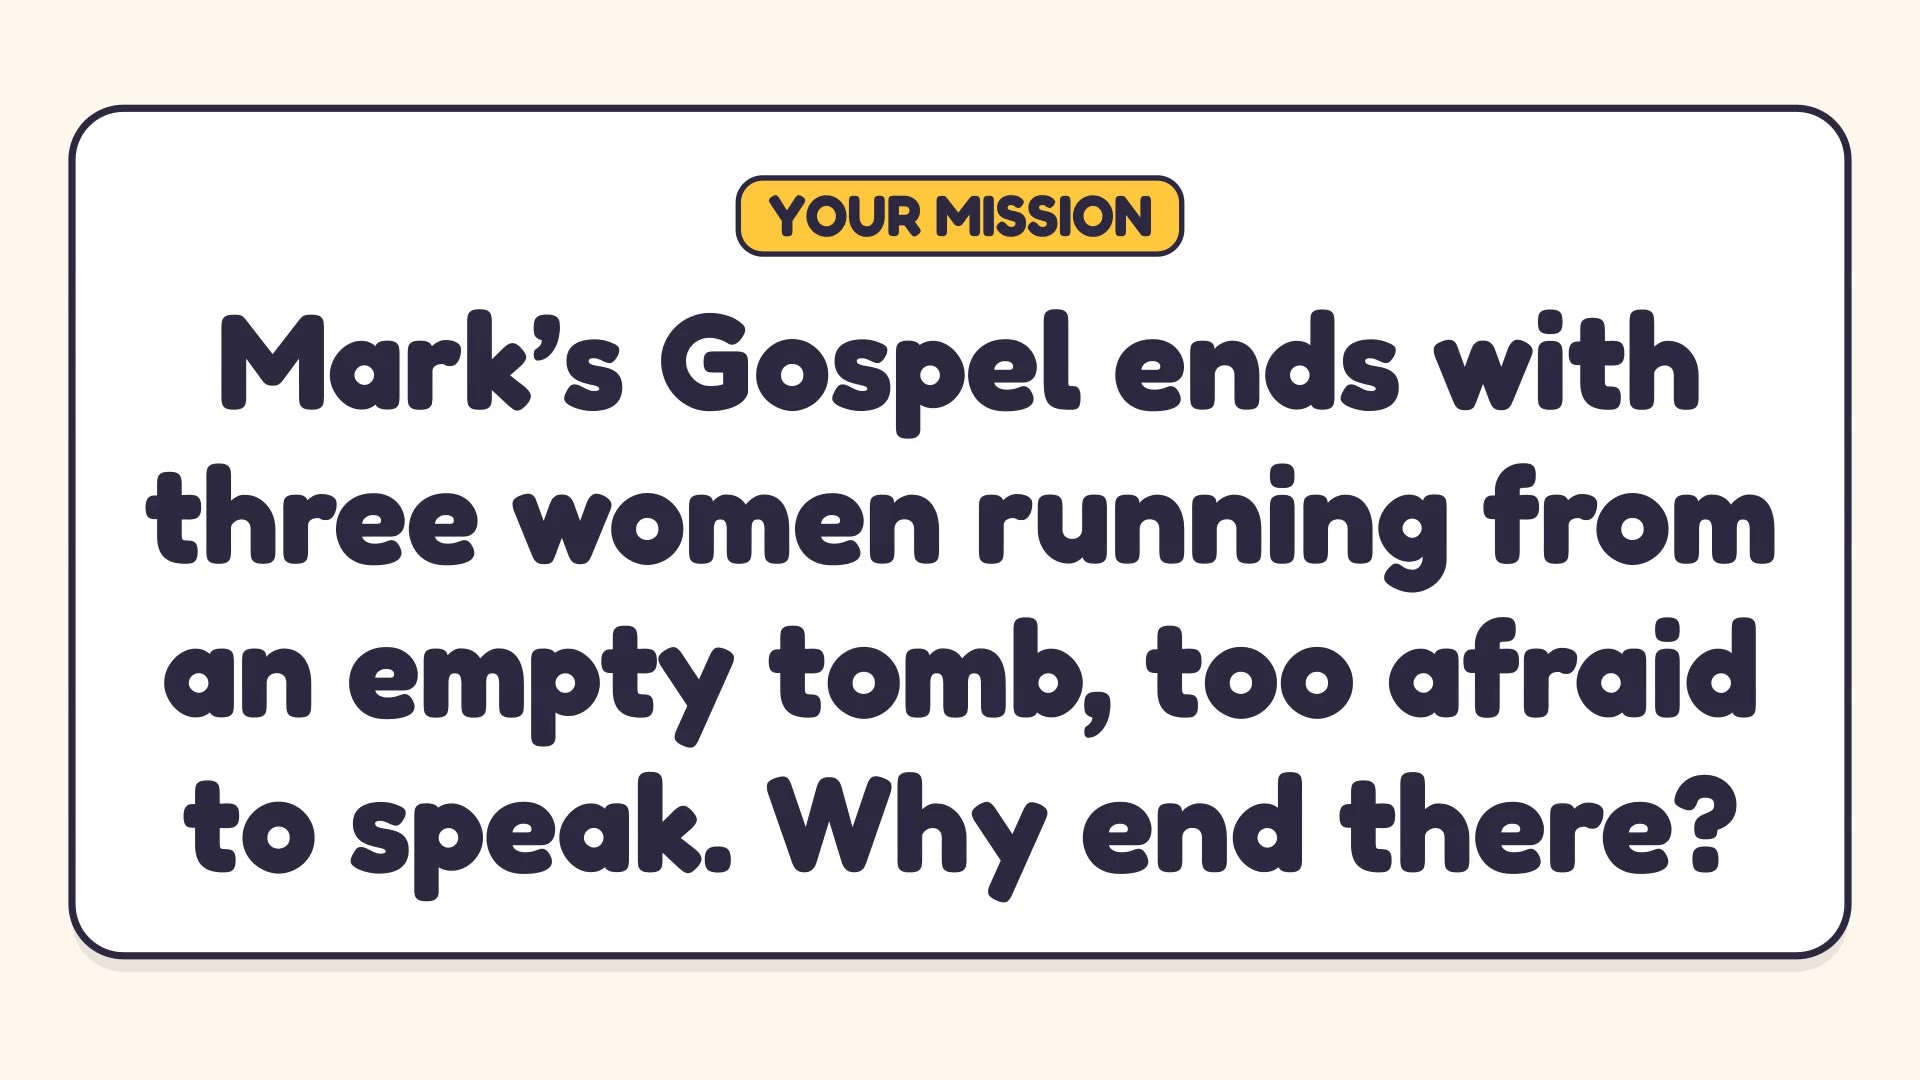 YOUR MISSION
Mark’s Gospel ends with
three women running from
an empty tomb, too afraid
to speak. Why end there?